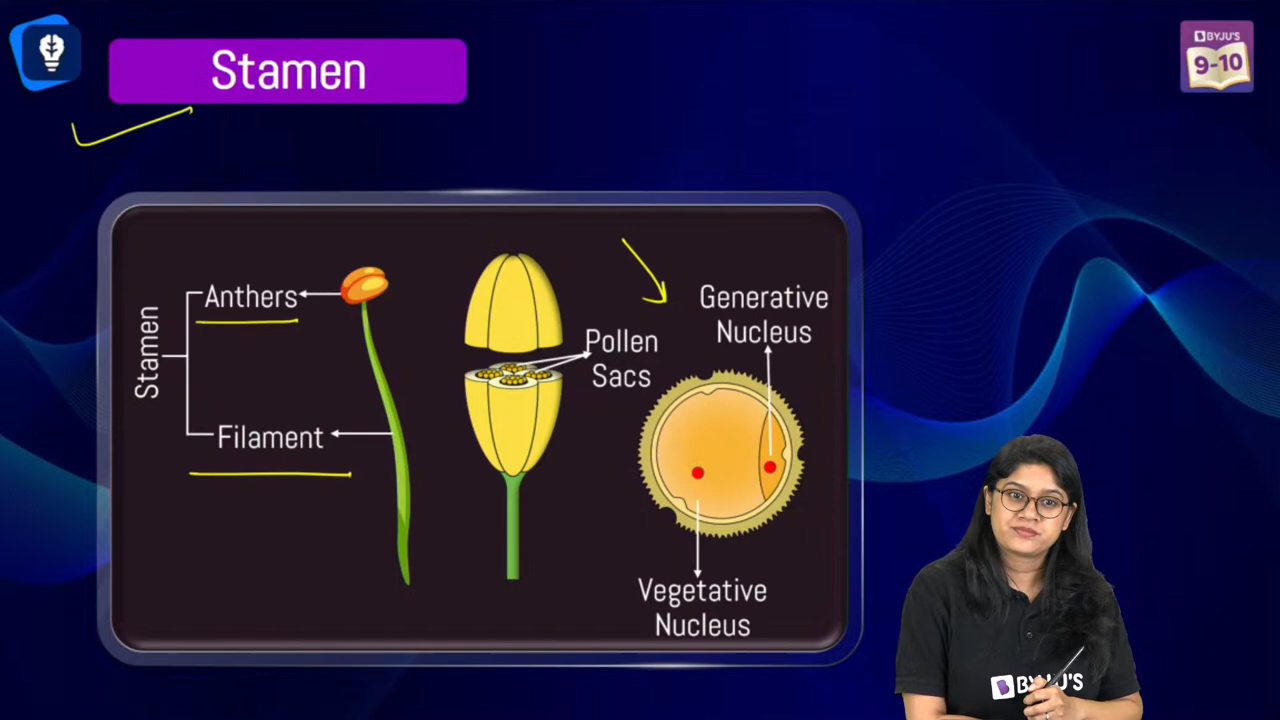 Stamen
BYJU'S
9-10
Stamen
Anthers
Filament
Pollen
Sacs
Generative
Nucleus
Vegetative
Nucleus
BYJU'S